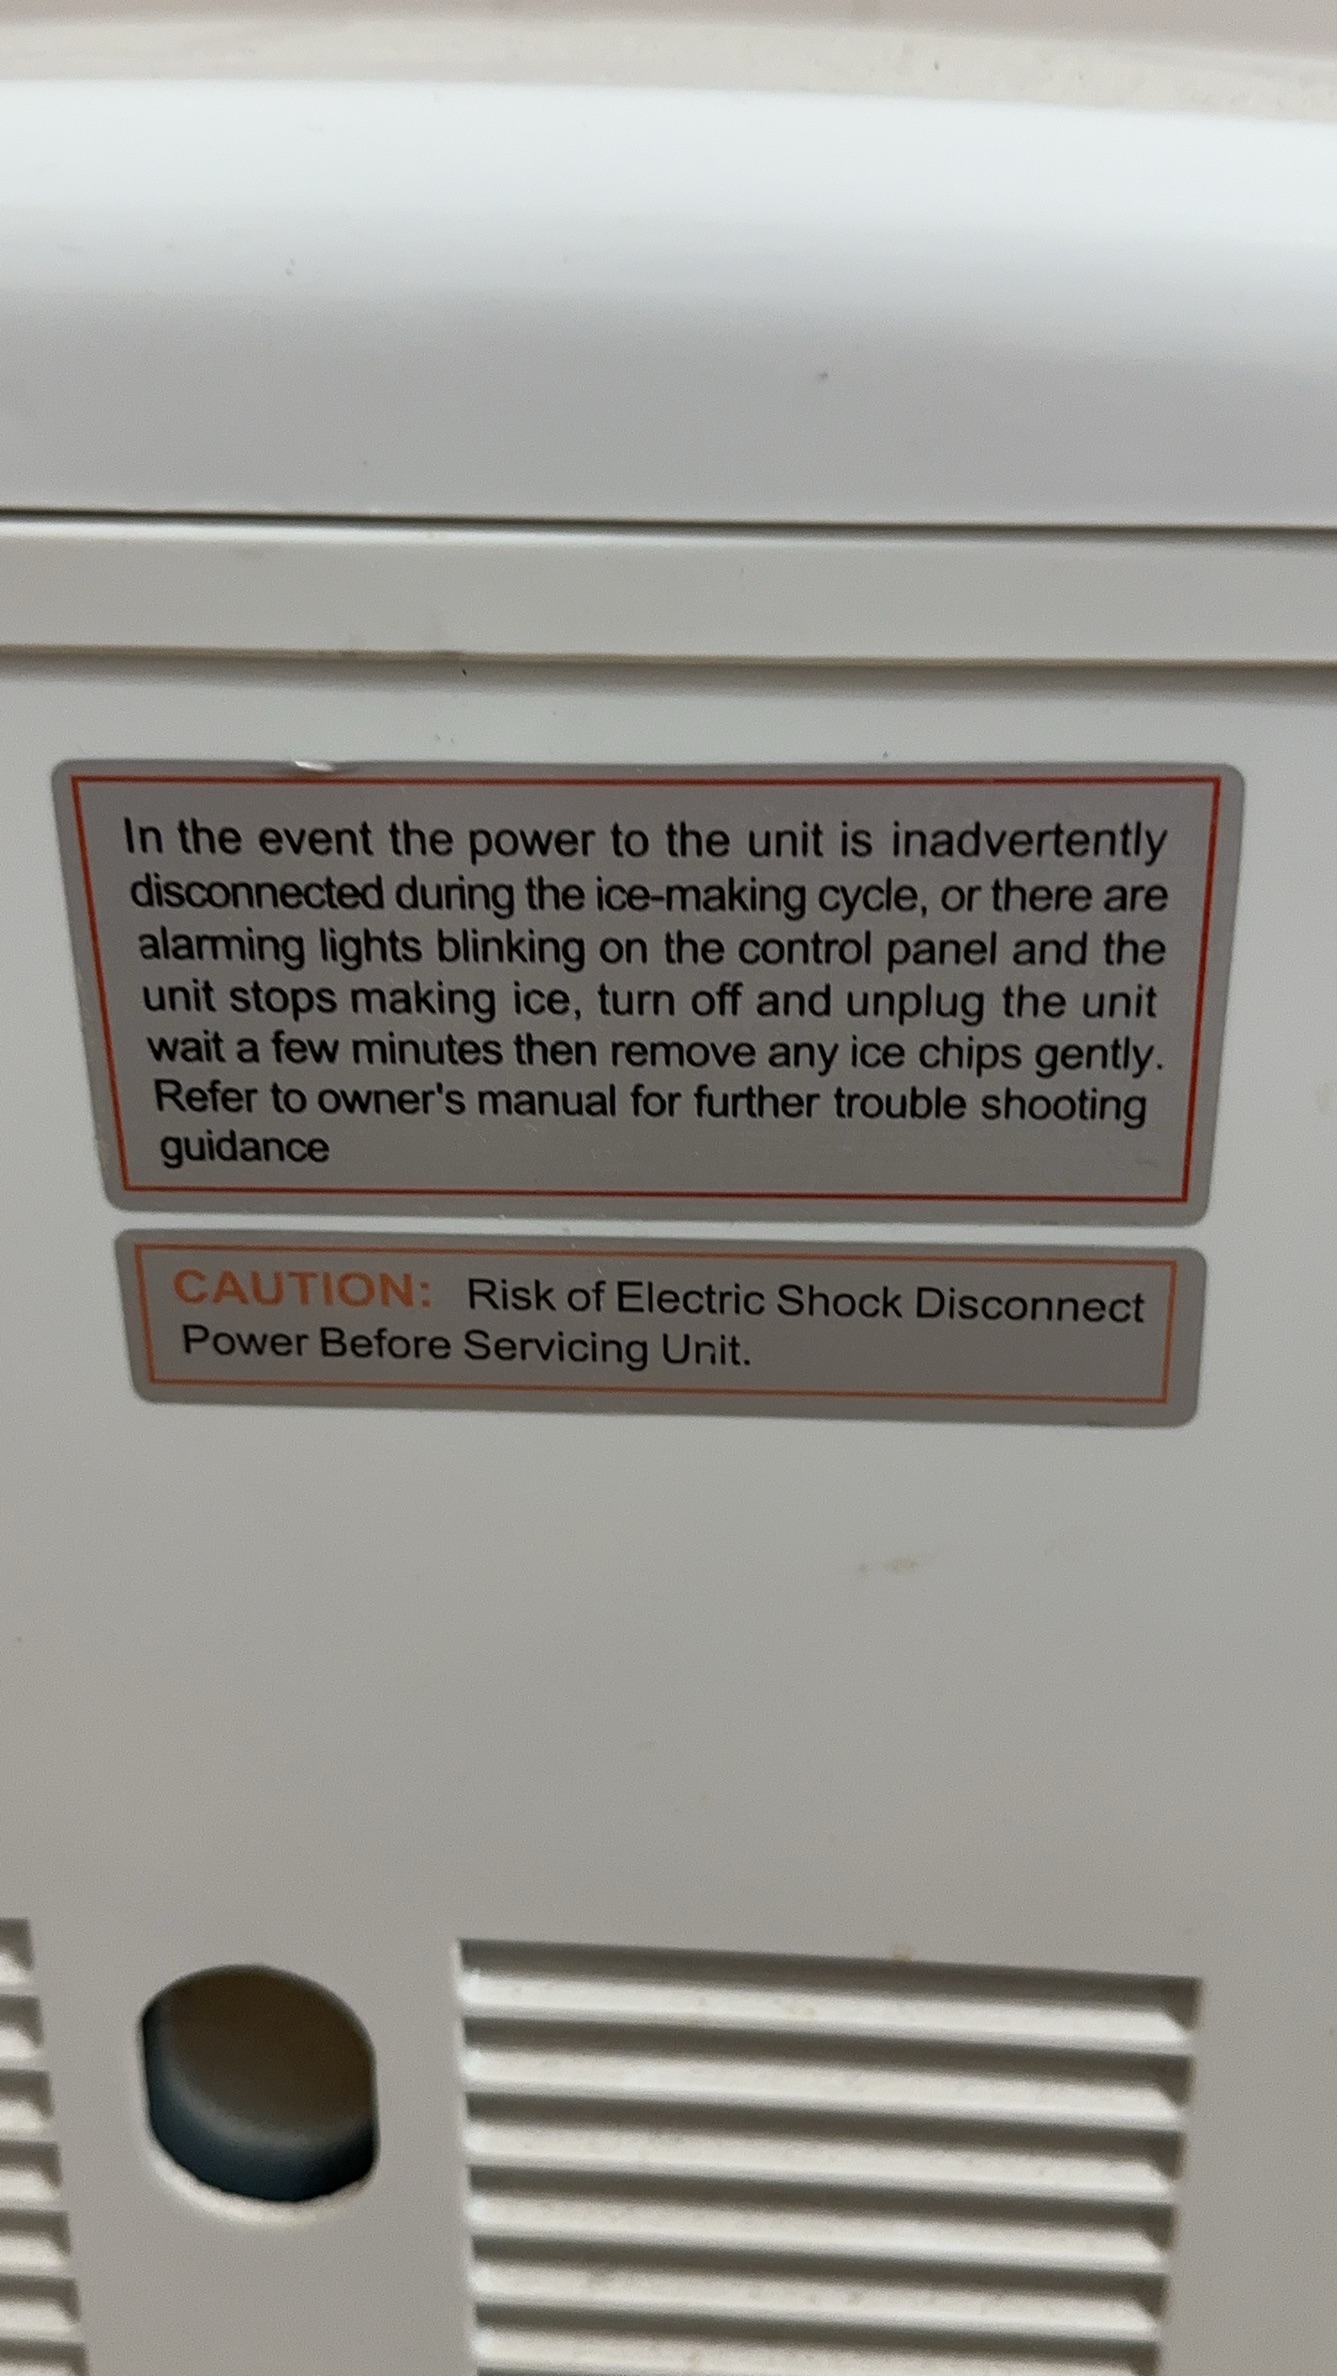 In the event the power to the unit is inadvertently
disconnected during the ice-making cycle, or there are
alarming lights blinking on the control panel and the
unit stops making ice, turn off and unplug the unit
wait a few minutes then remove any ice chips gently.
Refer to owner's manual for further trouble shooting
guidance
CAUTION: Risk of Electric Shock Disconnect
Power Before Servicing Unit.